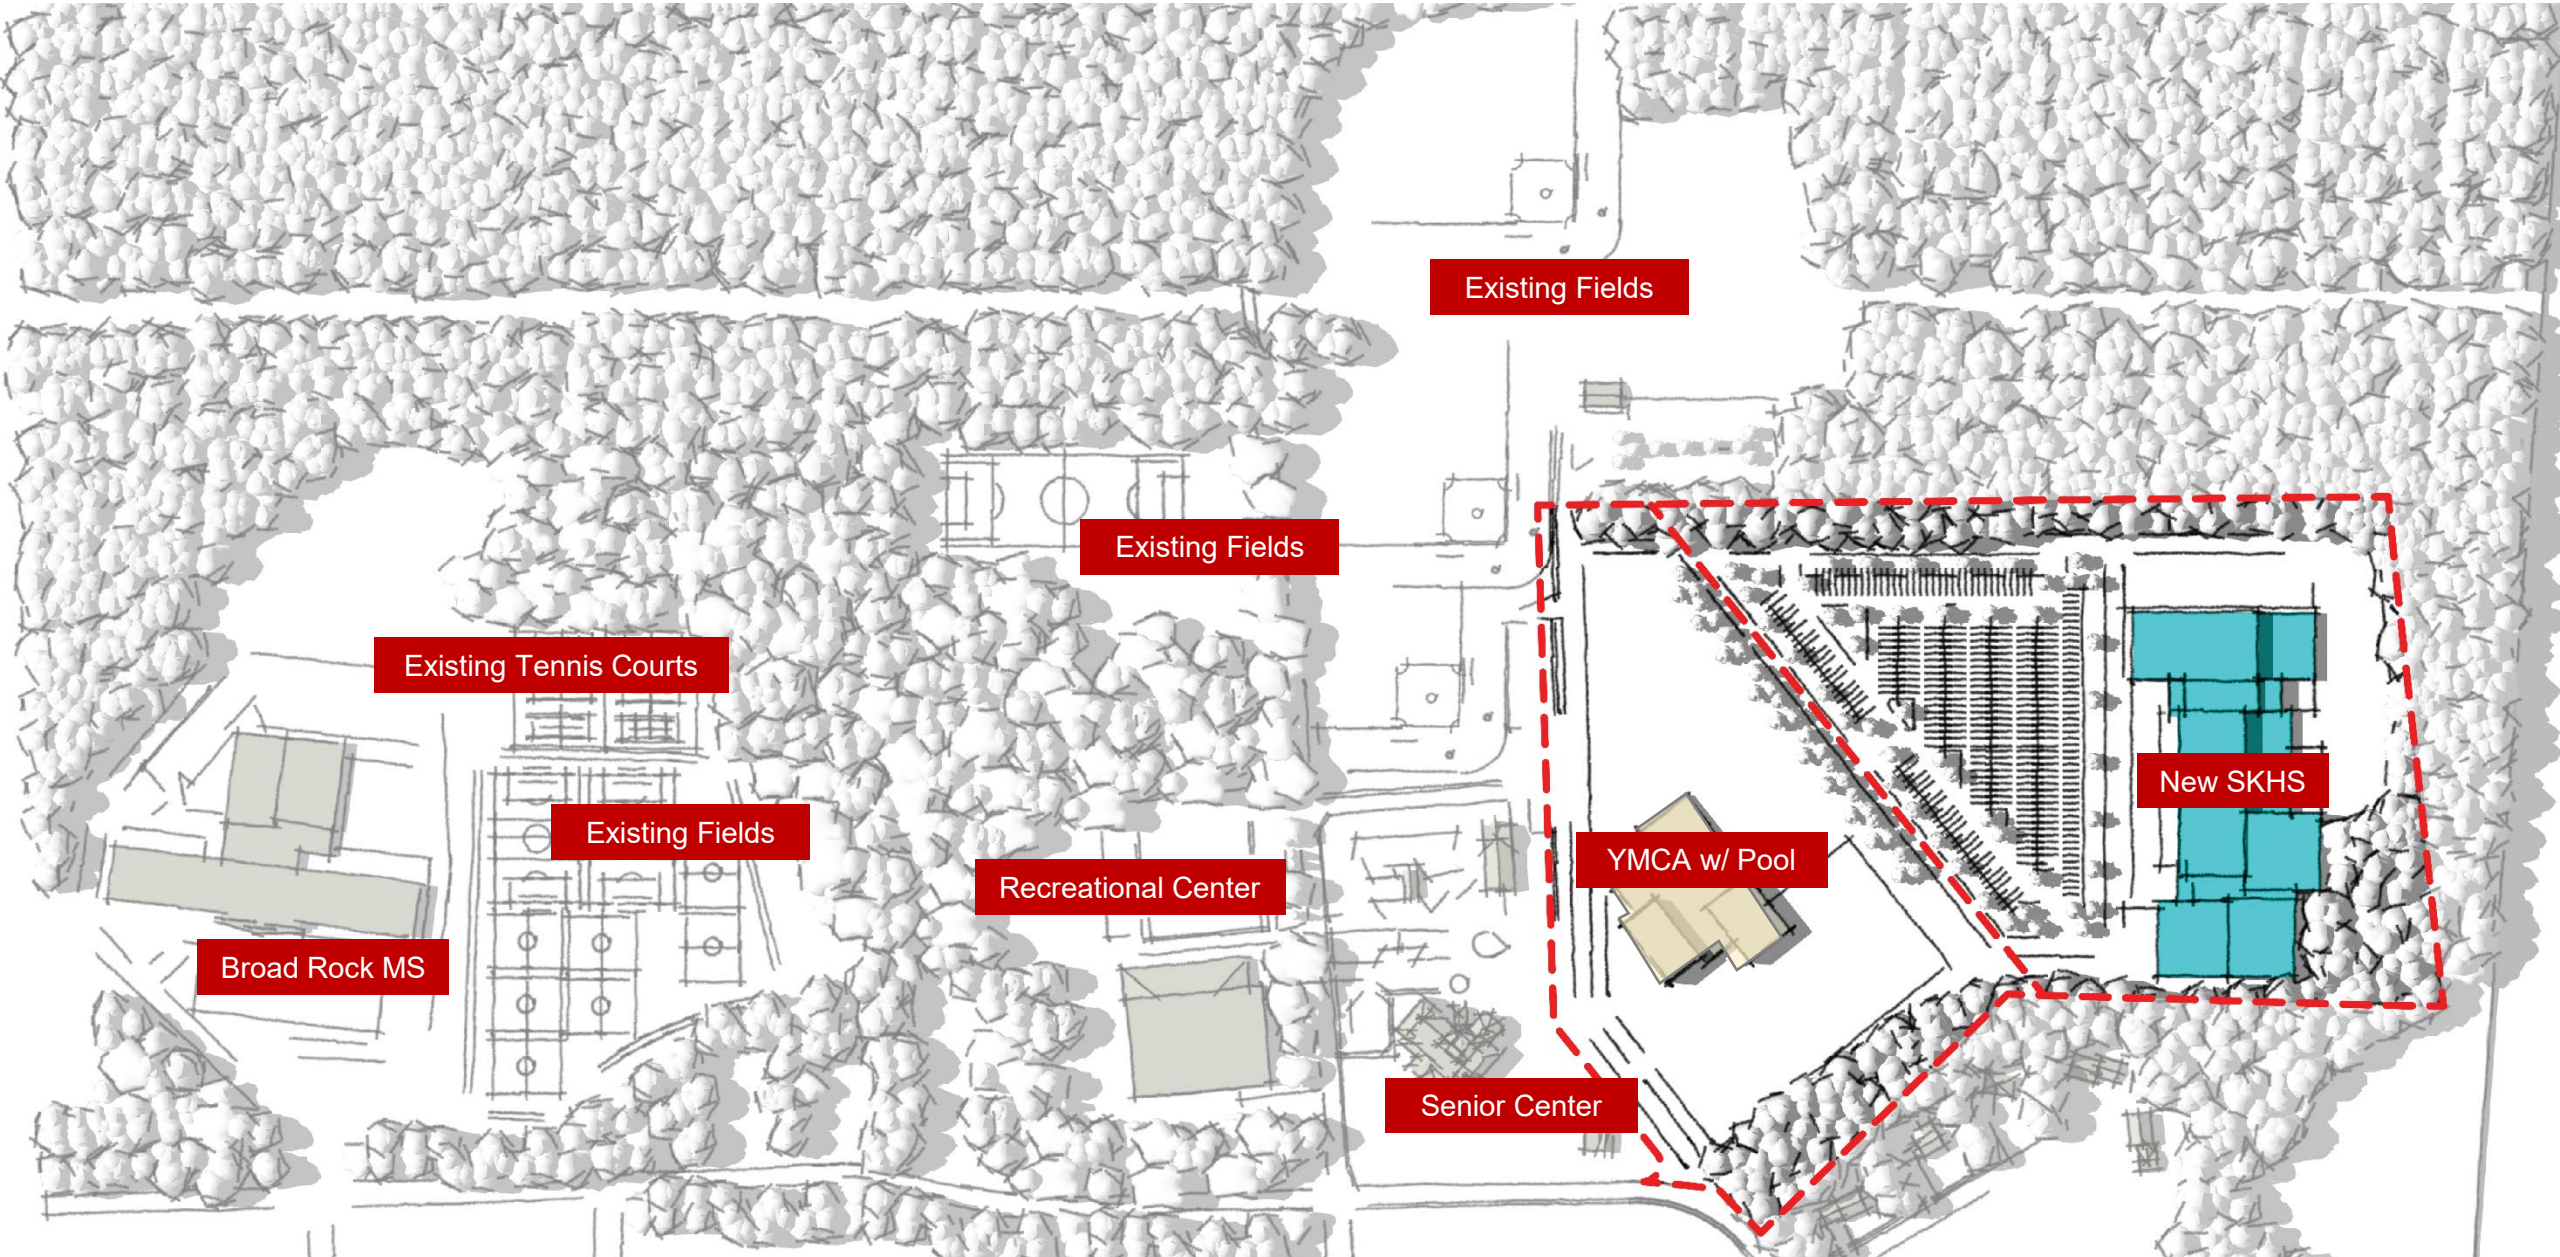 Existing Fields
Existing Fields
Existing Tennis Courts
New SKHS
Existing Fields
YMCA w/ Pool
Recreational Center
Broad Rock MS
Senior Center